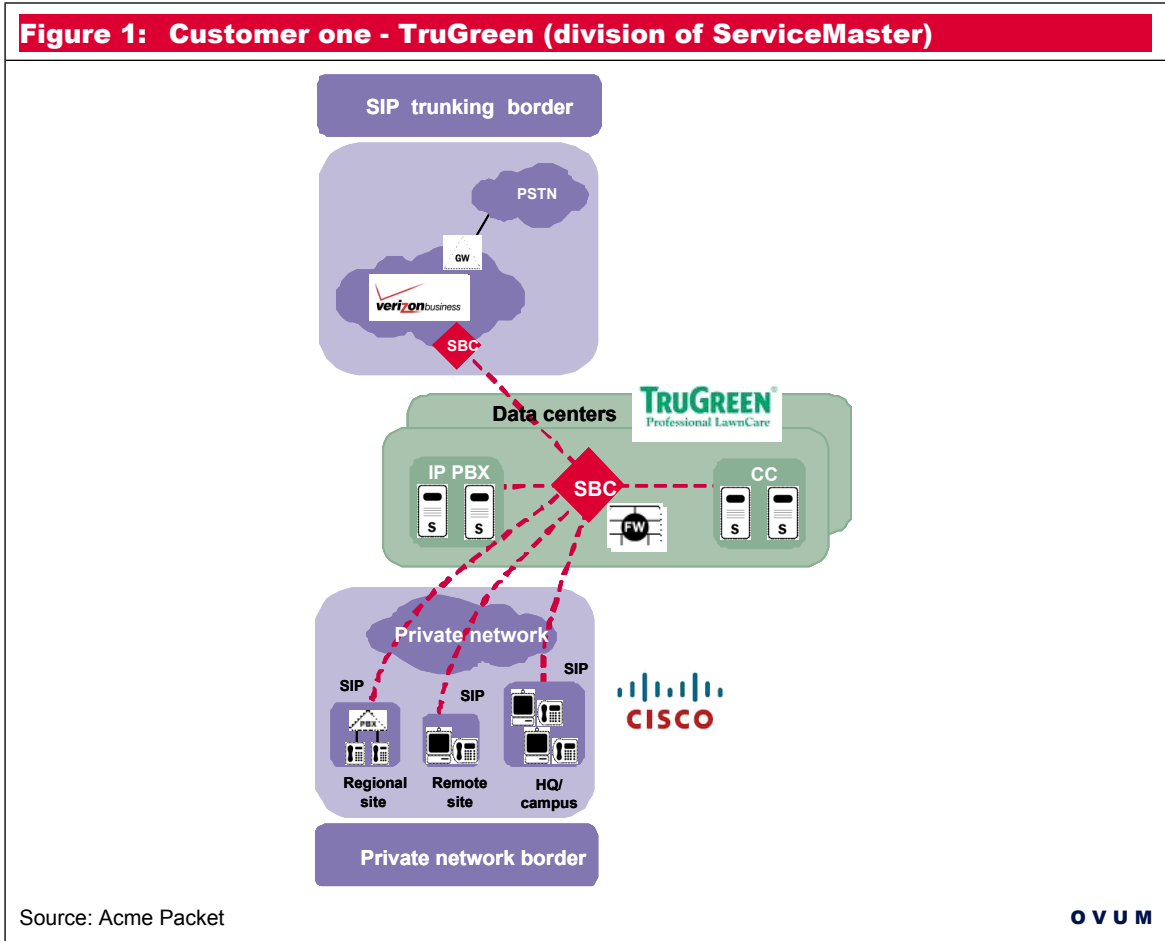 Figure 1: Customer one - TruGreen (division of ServiceMaster)
SIP trunking border
PSTN
GW
verizonbusiness
SBC
Data centers
TRUGREEN®
Professional LawnCare
IP PBX
S
S
SBC
FW
CC
S
S
Private network
SIP
SIP
SIP
PBX
CISCO
Regional
site
Remote
site
HQ/
campus
Private network border
Source: Acme Packet
OVUM